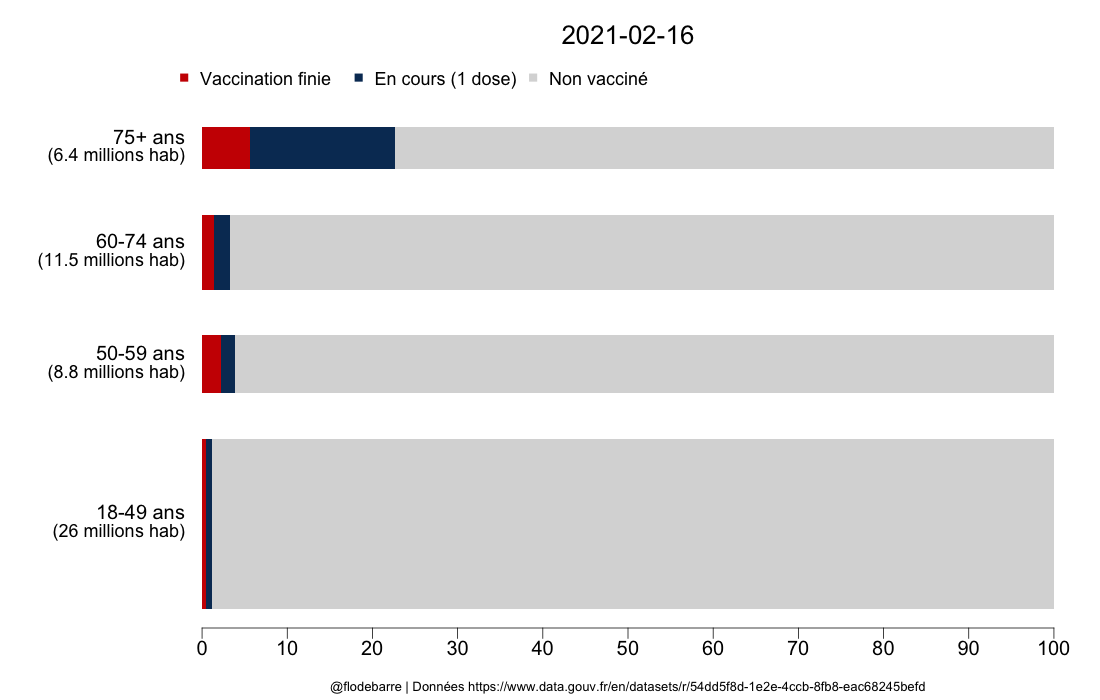 2021-02-16
Vaccination finie En cours (1 dose) Non vacciné
75+ ans
(6.4 millions hab)
60-74 ans
(11.5 millions hab)
50-59 ans
(8.8 millions hab)
18-49 ans
(26 millions hab)
0 10 20 30 40 50 60 70 80 90 100
@flodebarre | Données https://www.data.gouv.fr/en/datasets/r/54dd5f8d-1e2e-4ccb-8fb8-eac68245befd